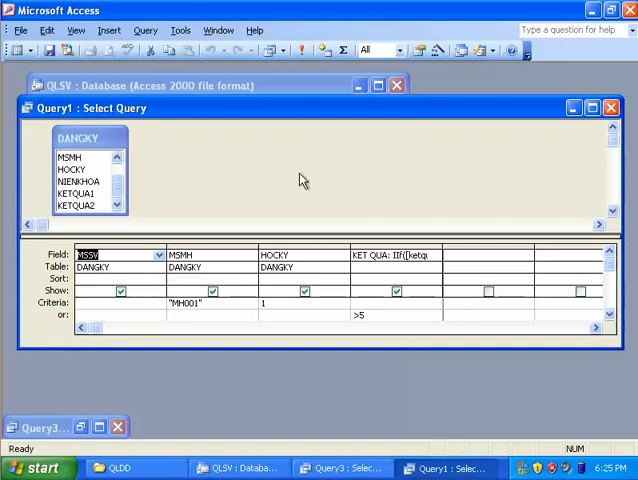 Microsoft Access
File Edit View Insert Query Tools Window Help Type a question for help
All
QLSV : Database (Access 2000 file format)
Query1 : Select Query
DANGKY
MSMH
HOCKY
NIENKHOA
KETQUA1
KETQUA2
Field: MSSV MSMH HOCKY KET QUA: IIf([ketqu
Table: DANGKY DANGKY DANGKY
Sort:
Show:
Criteria: "MH001" 1
or: >5
Query3...
Ready NUM
start QLDD QLSV : Databa... Query3 : Selec... Query1 : Selec... 6:25 PM